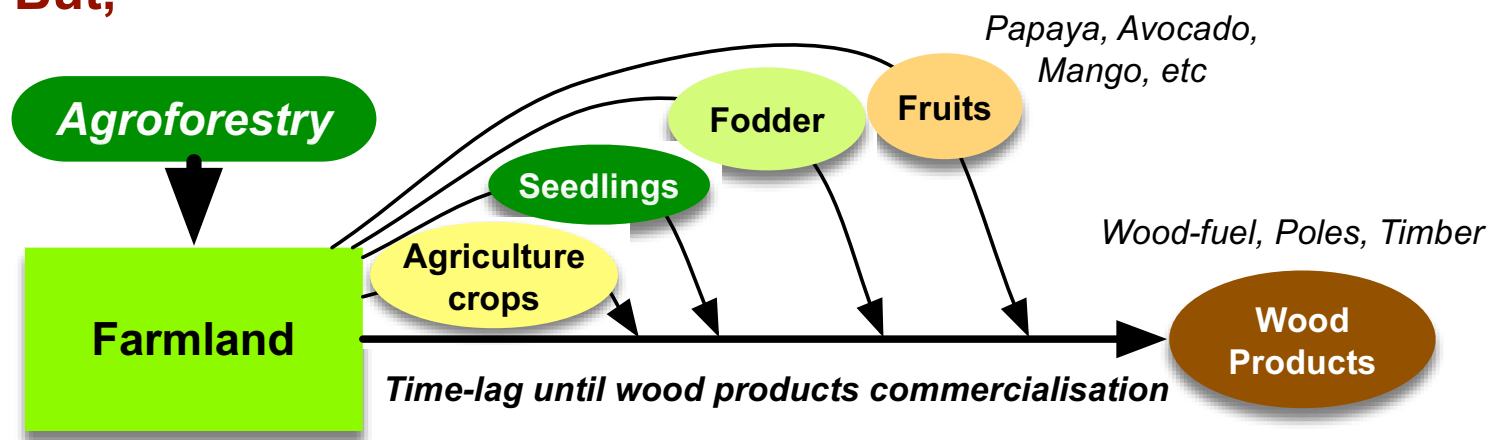 But,
Papaya, Avocado,
Mango, etc
Agroforestry
Fodder
Fruits
Seedlings
Wood-fuel, Poles, Timber
Agriculture
crops
Farmland
Wood
Products
Time-lag until wood products commercialisation